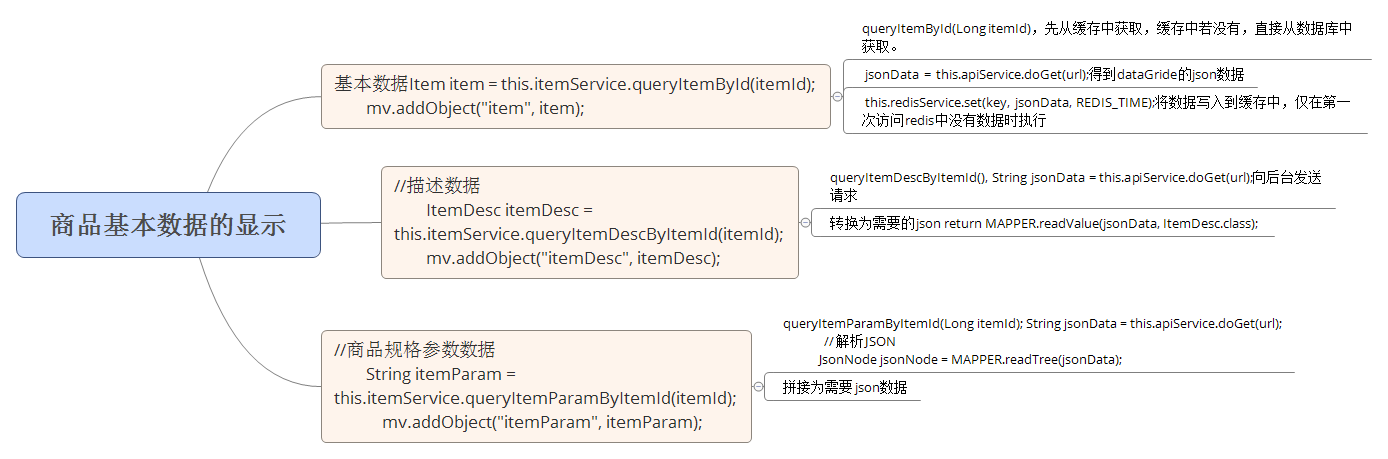 商品基本数据的显示
基本数据Item item = this.itemService.queryItemById(itemId);
mv.addObject("item", item);
queryItemById(Long itemId)，先从缓存中获取，缓存中若没有，直接从数据库中
获取。
jsonData = this.apiService.doGet(url);得到dataGride的json数据
this.redisService.set(key, jsonData, REDIS_TIME);将数据写入到缓存中，仅在第一
次访问redis中没有数据时执行
//描述数据
ItemDesc itemDesc =
this.itemService.queryItemDescByItemId(itemId);
mv.addObject("itemDesc", itemDesc);
queryItemDescByItemId(), String jsonData = this.apiService.doGet(url);向后台发送
请求
转换为需要的json return MAPPER.readValue(jsonData, ItemDesc.class);
//商品规格参数数据
String itemParam =
this.itemService.queryItemParamByItemId(itemId);
mv.addObject("itemParam", itemParam);
queryItemParamByItemId(Long itemId); String jsonData = this.apiService.doGet(url);
// 解析JSON
JsonNode jsonNode = MAPPER.readTree(jsonData);
拼接为需要 json数据